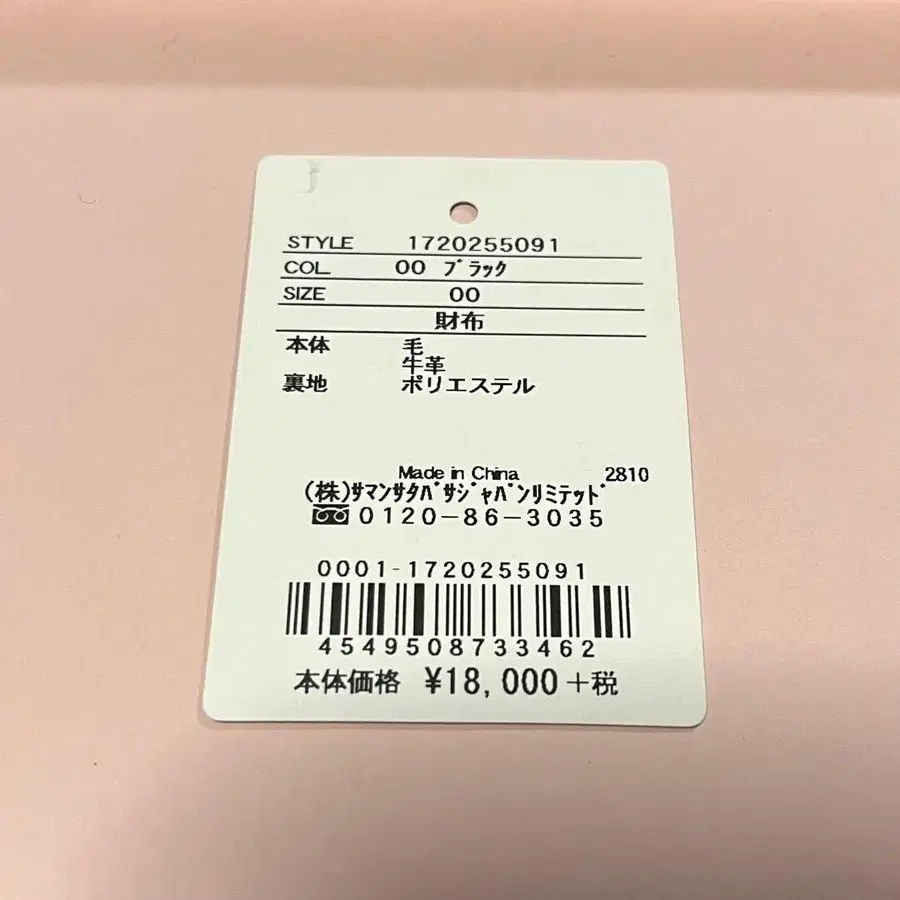 STYLE 1720255091
COL. 00 ﾌﾞﾗｯｸ
SIZE 00
財布
本体 毛
牛革
裏地 ポリエステル
Made in China 2810
(株)ｻﾏﾝｻﾀﾊﾞｻｼﾞｬﾊﾟﾝﾘﾐﾃｯﾄﾞ
0120-86-3035
0001-1720255091
4549508733462
本体価格 ¥18,000+税